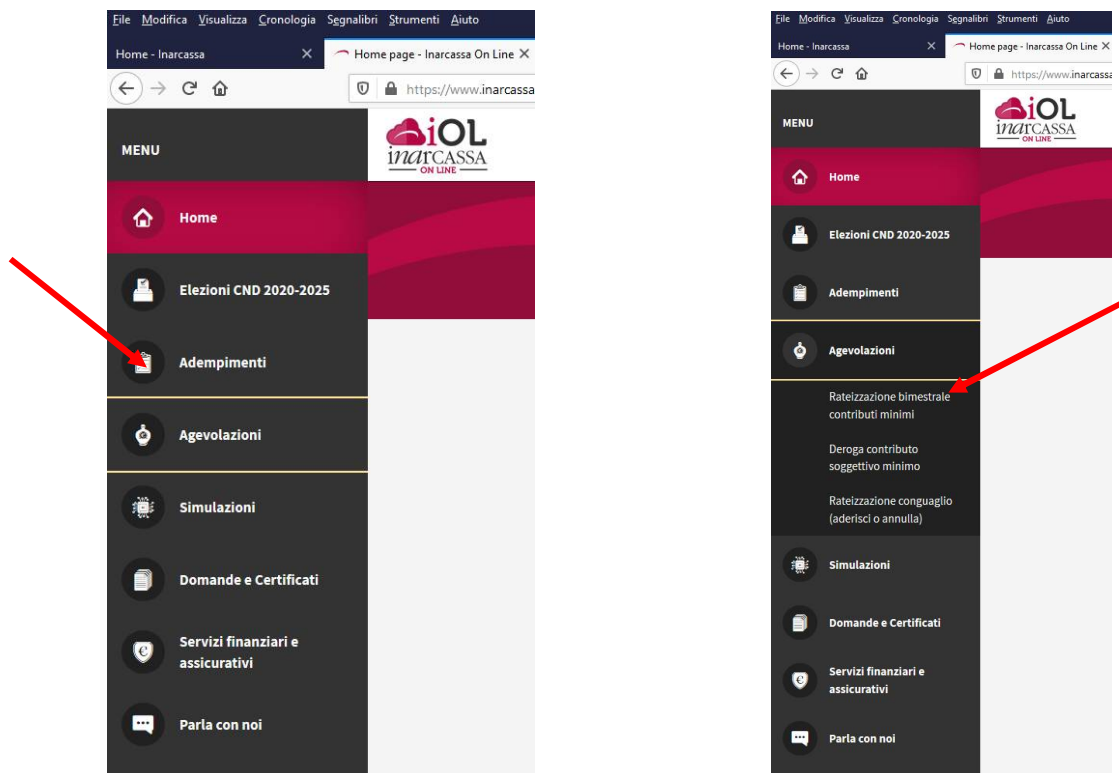 File Modifica Visualizza Cronologia Segnalibri Strumenti Aiuto
Home - Inarcassa
Home page - Inarcassa On Line
https://www.inarcassa
MENU
iOL
inarCASSA
ON LINE
Home
Elezioni CND 2020-2025
Adempimenti
Agevolazioni
Simulazioni
Domande e Certificati
Servizi finanziari e
assicurativi
Parla con noi
File Modifica Visualizza Cronologia Segnalibri Strumenti Aiuto
Home - Inarcassa
Home page - Inarcassa On Line
https://www.inarcassa
MENU
iOL
inarCASSA
ON LINE
Home
Elezioni CND 2020-2025
Adempimenti
Agevolazioni
Rateizzazione bimestrale
contributi minimi
Deroga contributo
soggettivo minimo
Rateizzazione conguaglio
(aderisci o annulla)
Simulazioni
Domande e Certificati
Servizi finanziari e
assicurativi
Parla con noi